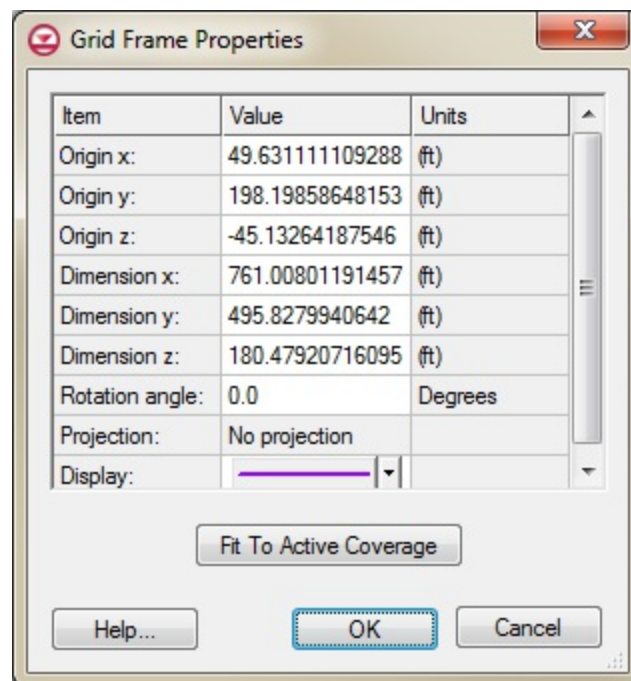 Grid Frame Properties
Item Value Units
Origin x: 49.631111109288 (ft)
Origin y: 198.19858648153 (ft)
Origin z: -45.13264187546 (ft)
Dimension x: 761.00801191457 (ft)
Dimension y: 495.8279940642 (ft)
Dimension z: 180.47920716095 (ft)
Rotation angle: 0.0 Degrees
Projection: No projection
Display:
Fit To Active Coverage
Help... OK Cancel